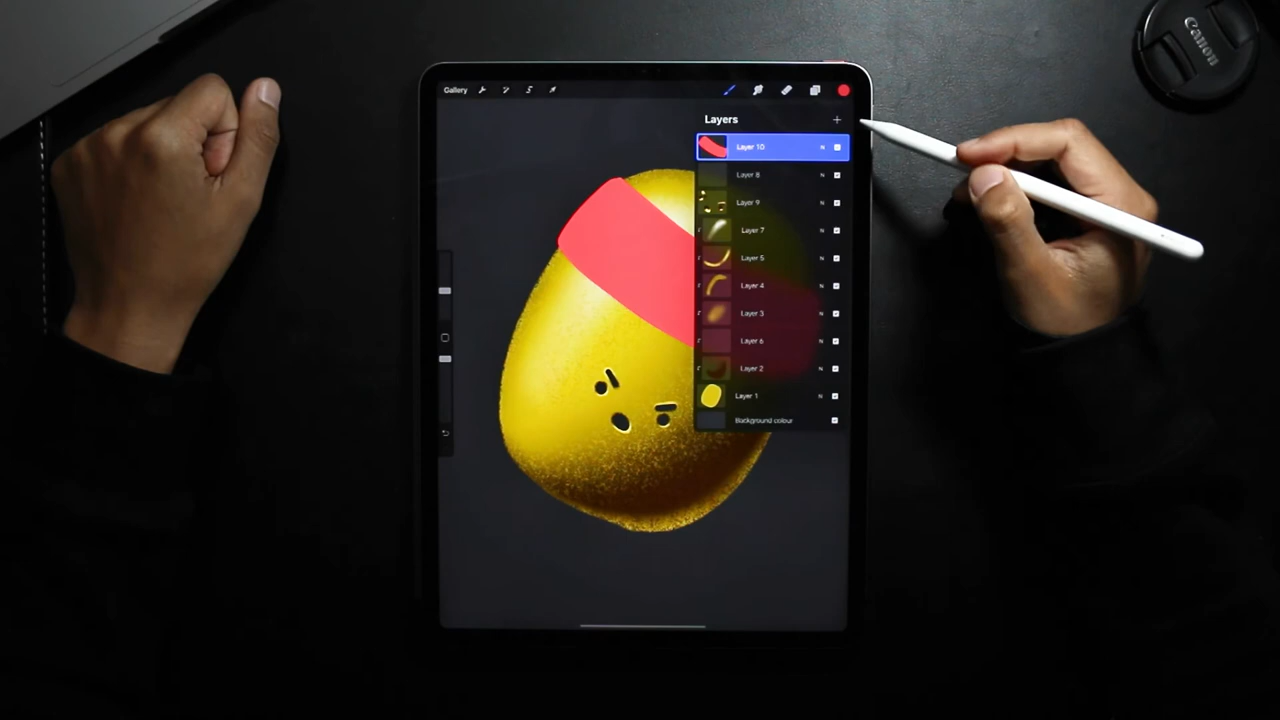 Canon
Gallery
Layers
Layer 10 N
Layer 8
Layer 9 N
Layer 7 N
Layer 5 N
Layer 4 N
Layer 3 N
Layer 6 N
Layer 2 N
Layer 1 N
Background colour